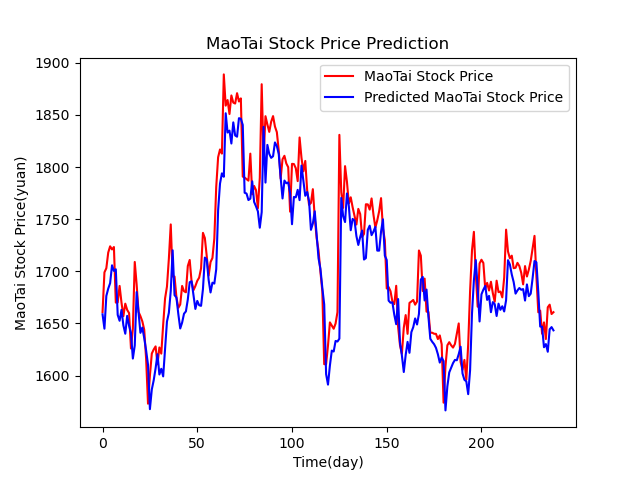 MaoTai Stock Price Prediction
MaoTai Stock Price
Predicted MaoTai Stock Price
MaoTai Stock Price(yuan)
1900
1850
1800
1750
1700
1650
1600
0 50 100 150 200
Time(day)